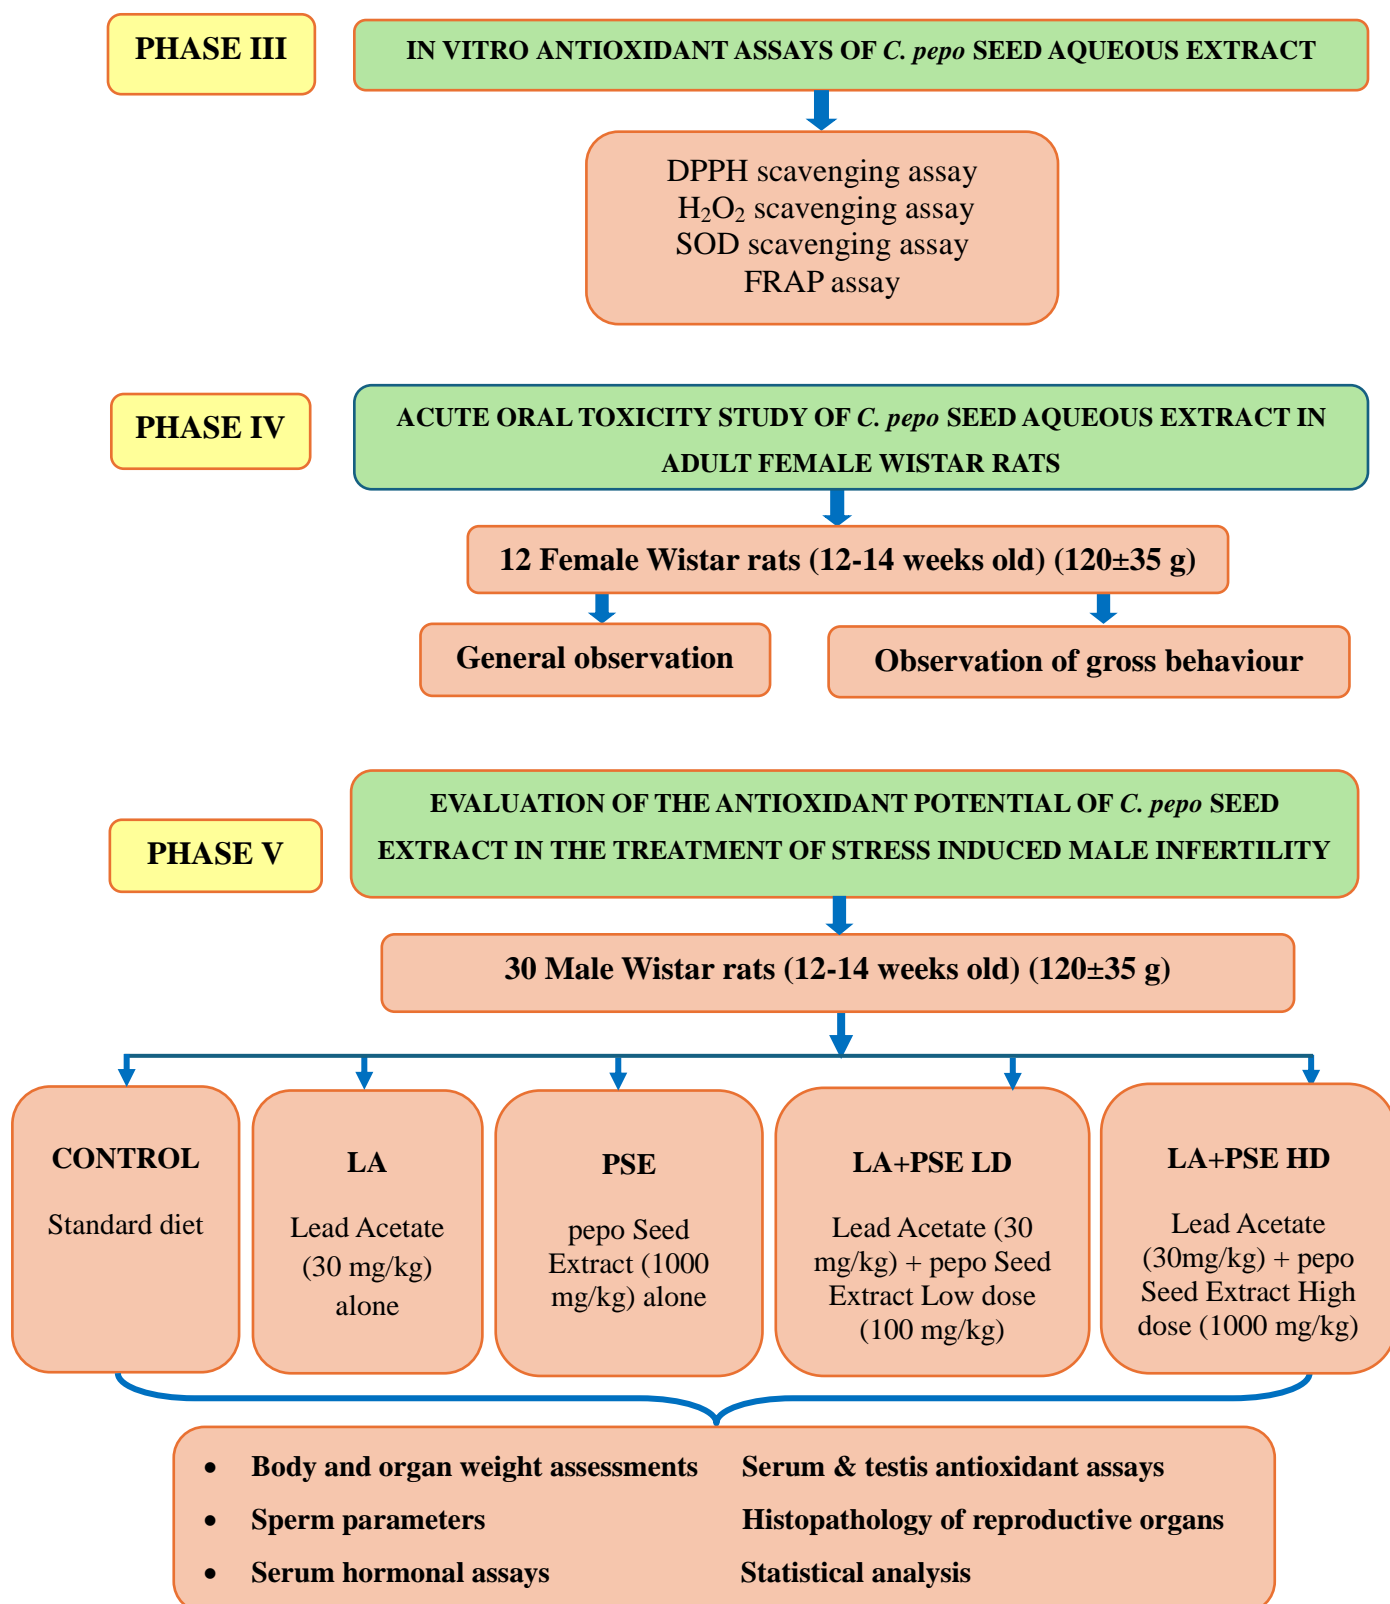 PHASE III
IN VITRO ANTIOXIDANT ASSAYS OF C. pepo SEED AQUEOUS EXTRACT
DPPH scavenging assay
H₂O₂ scavenging assay
SOD scavenging assay
FRAP assay
PHASE IV
ACUTE ORAL TOXICITY STUDY OF C. pepo SEED AQUEOUS EXTRACT IN
ADULT FEMALE WISTAR RATS
12 Female Wistar rats (12-14 weeks old) (120±35 g)
General observation
Observation of gross behaviour
PHASE V
EVALUATION OF THE ANTIOXIDANT POTENTIAL OF C. pepo SEED
EXTRACT IN THE TREATMENT OF STRESS INDUCED MALE INFERTILITY
30 Male Wistar rats (12-14 weeks old) (120±35 g)
CONTROL
Standard diet
LA
Lead Acetate
(30 mg/kg)
alone
PSE
pepo Seed
Extract (1000
mg/kg) alone
LA+PSE LD
Lead Acetate (30
mg/kg) + pepo Seed
Extract Low dose
(100 mg/kg)
LA+PSE HD
Lead Acetate
(30mg/kg) + pepo
Seed Extract High
dose (1000 mg/kg)
• Body and organ weight assessments Serum & testis antioxidant assays
• Sperm parameters Histopathology of reproductive organs
• Serum hormonal assays Statistical analysis